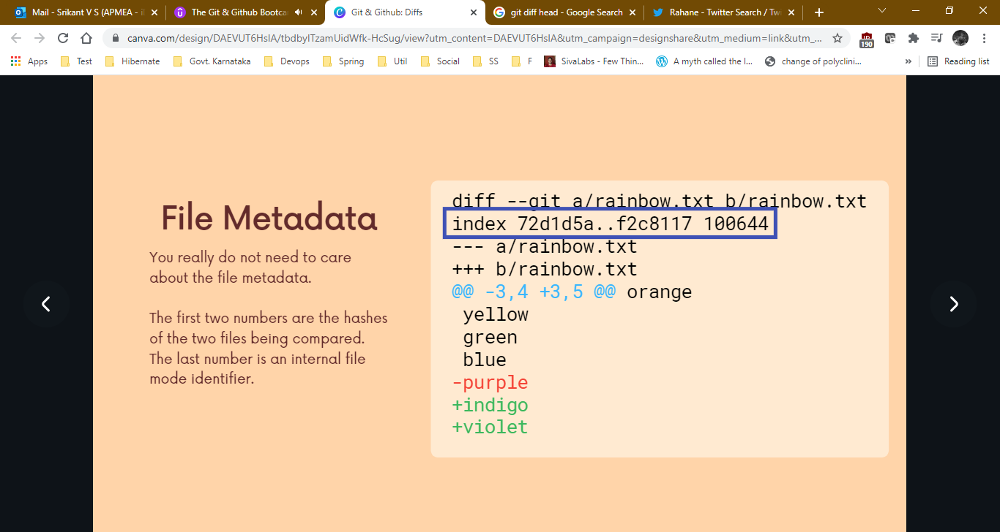 Mail - Srikant V S (APMEA - i
The Git & Github Bootca
Git & Github: Diffs
git diff head - Google Search
Rahane - Twitter Search / Tw
canva.com/design/DAEVUT6HsIA/tbdbyITzamUidWfk-HcSug/view?utm_content=DAEVUT6HsIA&utm_campaign=designshare&utm_medium=link&utm_...
190
Apps
Test
Hibernate
Govt. Karnataka
Devops
Spring
Util
Social
SS
F
SivaLabs - Few Thin...
A myth called the I...
change of polyclini...
»
Reading list
File Metadata
You really do not need to care
about the file metadata.
The first two numbers are the hashes
of the two files being compared.
The last number is an internal file
mode identifier.
diff --git a/rainbow.txt b/rainbow.txt
index 72d1d5a..f2c8117 100644
--- a/rainbow.txt
+++ b/rainbow.txt
@@ -3,4 +3,5 @@ orange
yellow
green
blue
-purple
+indigo
+violet